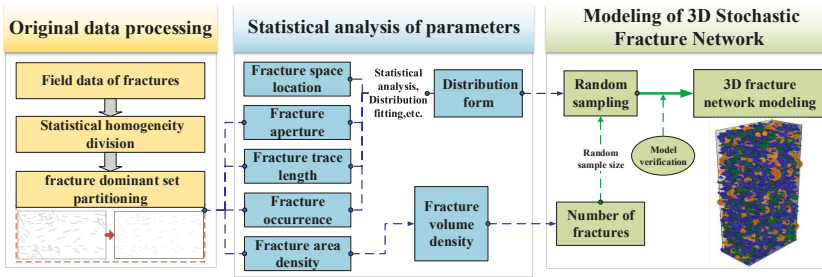 Original data processing
Field data of fractures
Statistical homogeneity
division
fracture dominant set
partitioning
Statistical analysis of parameters
Fracture space
location
Fracture
aperture
Fracture trace
length
Fracture
occurrence
Fracture area
density
Statistical
analysis,
Distribution
fitting,etc.
Distribution
form
Fracture
volume
density
Modeling of 3D Stochastic
Fracture Network
Random
sampling
3D fracture
network modeling
Model
verification
Random
sample size
Number of
fractures